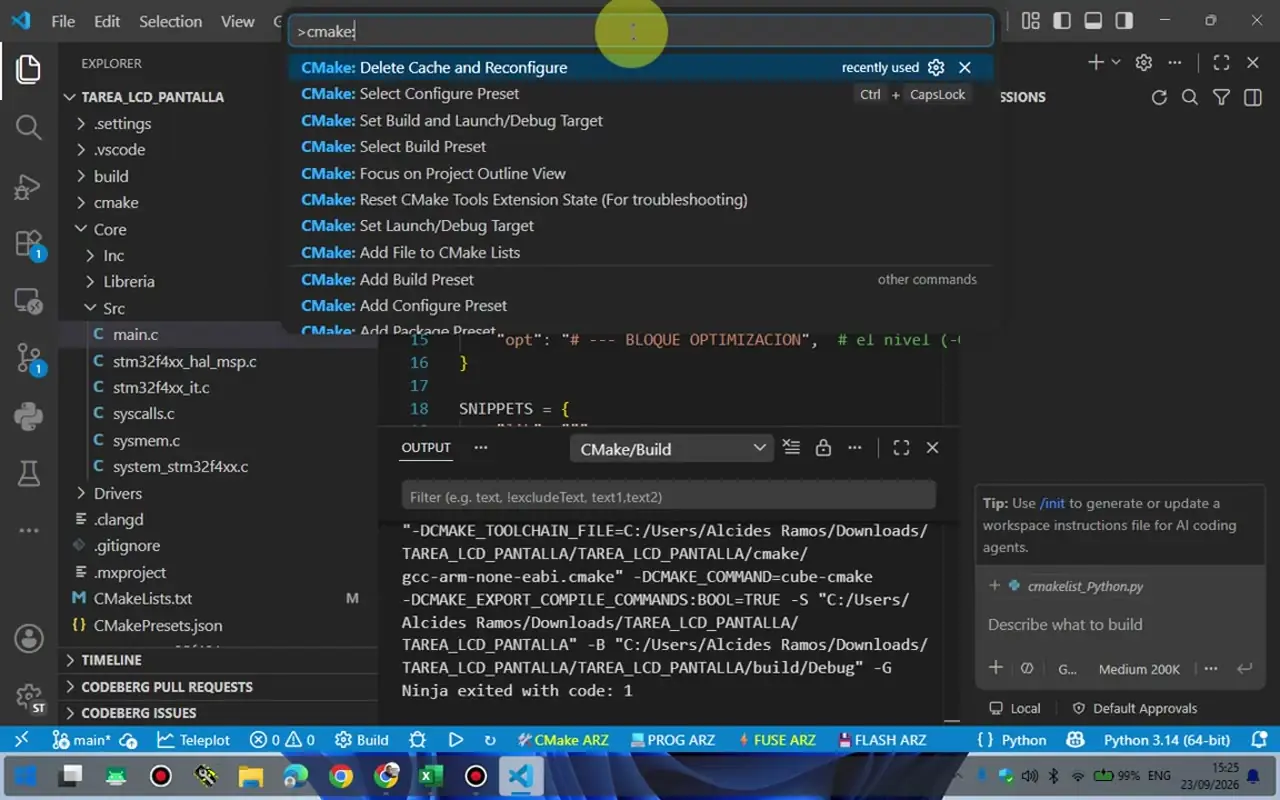 File Edit Selection View
>cmake:
CMake: Delete Cache and Reconfigure recently used
CMake: Select Configure Preset Ctrl + CapsLock
CMake: Set Build and Launch/Debug Target
CMake: Select Build Preset
CMake: Focus on Project Outline View
CMake: Reset CMake Tools Extension State (For troubleshooting)
CMake: Set Launch/Debug Target
CMake: Add File to CMake Lists
CMake: Add Build Preset other commands
CMake: Add Configure Preset
CMake: Add Package Preset
EXPLORER
TAREA_LCD_PANTALLA
.settings
.vscode
build
cmake
Core
Inc
Libreria
Src
C main.c
C stm32f4xx_hal_msp.c
C stm32f4xx_it.c
C syscalls.c
C sysmem.c
C system_stm32f4xx.c
Drivers
.clangd
.gitignore
.mxproject
CMakeLists.txt M
{} CMakePresets.json
TIMELINE
CODEBERG PULL REQUESTS
CODEBERG ISSUES
15 "opt": "# --- BLOQUE OPTIMIZACION", # el nivel (-
16 }
17
18 SNIPPETS = {
OUTPUT
CMake/Build
Filter (e.g. text, !excludeText, text1,text2)
"-DCMAKE_TOOLCHAIN_FILE=C:/Users/Alcides Ramos/Downloads/
TAREA_LCD_PANTALLA/TAREA_LCD_PANTALLA/cmake/
gcc-arm-none-eabi.cmake" -DCMAKE_COMMAND=cube-cmake
-DCMAKE_EXPORT_COMPILE_COMMANDS:BOOL=TRUE -S "C:/Users/
Alcides Ramos/Downloads/TAREA_LCD_PANTALLA/
TAREA_LCD_PANTALLA" -B "C:/Users/Alcides Ramos/Downloads/
TAREA_LCD_PANTALLA/TAREA_LCD_PANTALLA/build/Debug" -G
Ninja exited with code: 1
SSIONS
Tip: Use /init to generate or update a
workspace instructions file for AI coding
agents.
cmakelist_Python.py
Describe what to build
G... Medium 200K
Local Default Approvals
1
1
ST
main* Teleplot 0 0 Build CMake ARZ PROG ARZ FUSE ARZ FLASH ARZ {} Python Python 3.14 (64-bit)
99% ENG
15:25
23/09/2026